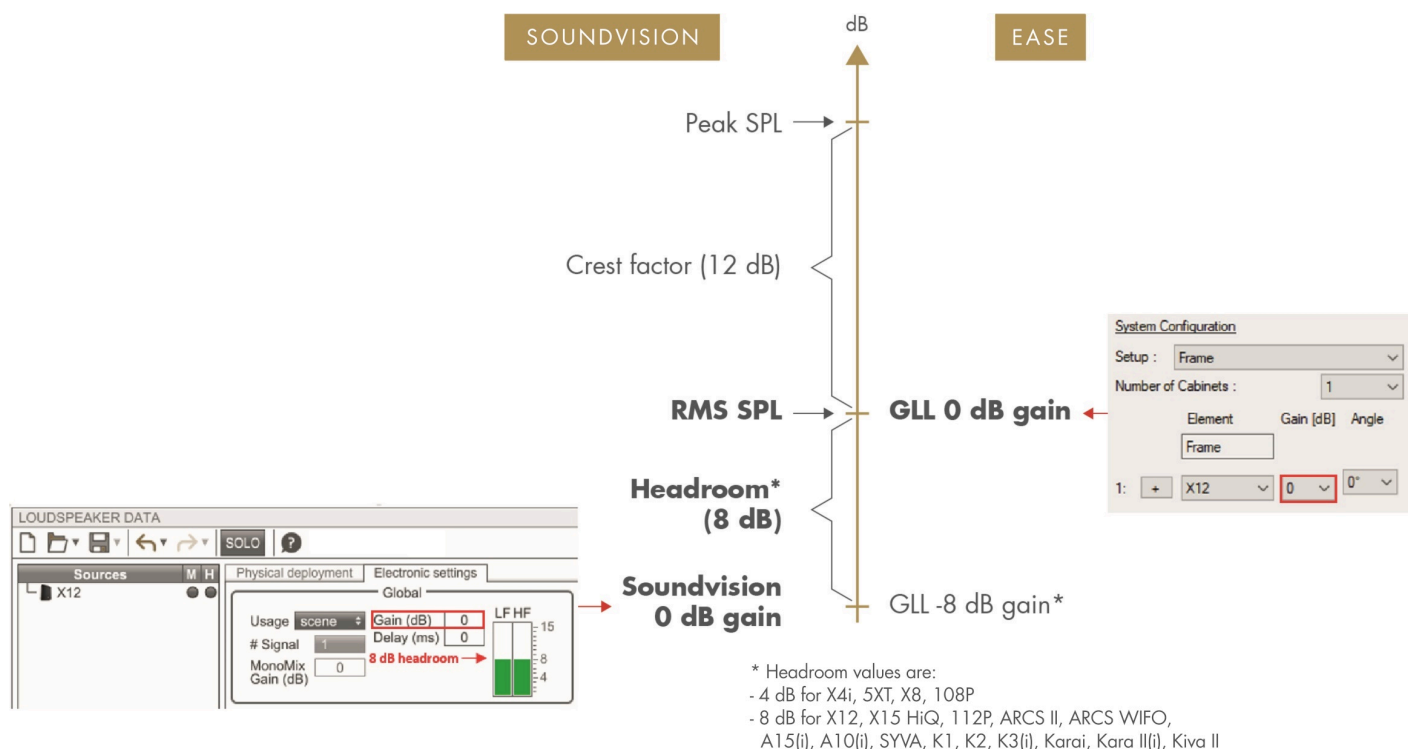 SOUNDVISION
dB
EASE
Peak SPL
Crest factor (12 dB)
RMS SPL
GLL 0 dB gain
Headroom*
(8 dB)
Soundvision
0 dB gain
GLL -8 dB gain*
System Configuration
Setup : Frame
Number of Cabinets : 1
Element Gain [dB] Angle
Frame
1: + X12 0 0°
LOUDSPEAKER DATA
SOLO ?
Sources M H
X12
Physical deployment Electronic settings
Global
Usage scene Gain (dB) 0
# Signal 1 Delay (ms) 0
MonoMix
Gain (dB) 0
8 dB headroom
LF HF
15
8
4
* Headroom values are:
- 4 dB for X4i, 5XT, X8, 108P
- 8 dB for X12, X15 HiQ, 112P, ARCS II, ARCS WIFO,
A15(i), A10(i), SYVA, K1, K2, K3(i), Karai, Kara II(i), Kiva II